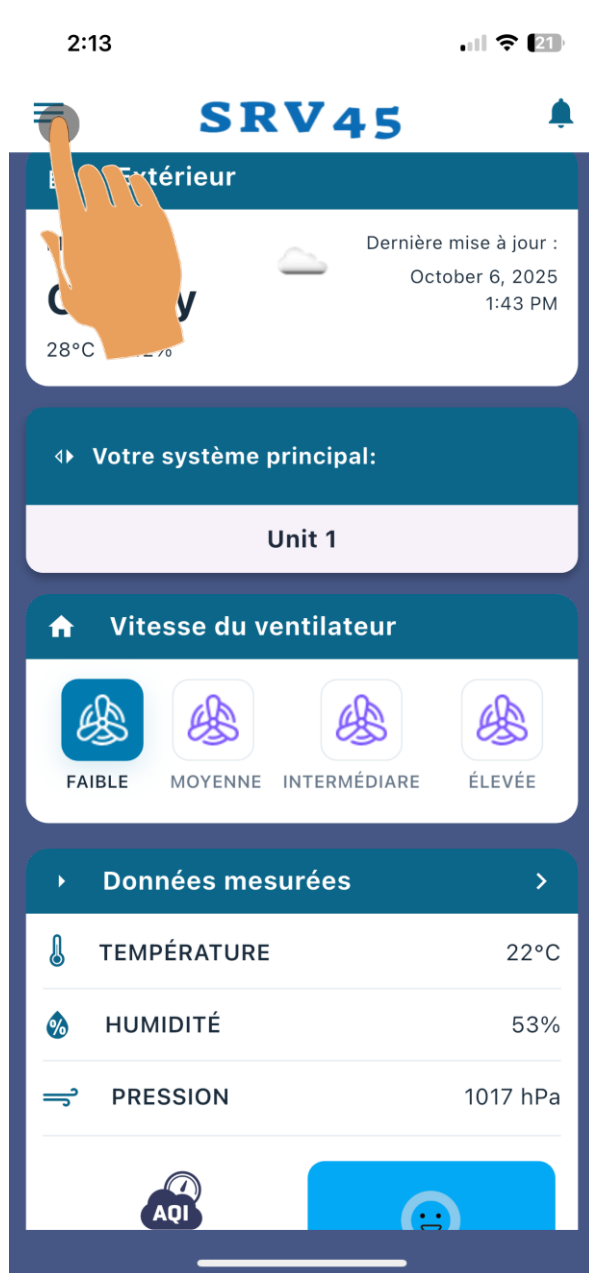 2:13
21
SRV45
Extérieur
Dernière mise à jour :
October 6, 2025
1:43 PM
28°C
Votre système principal:
Unit 1
Vitesse du ventilateur
FAIBLE MOYENNE INTERMÉDIARE ÉLEVÉE
Données mesurées
TEMPÉRATURE 22°C
% HUMIDITÉ 53%
PRESSION 1017 hPa
AQI